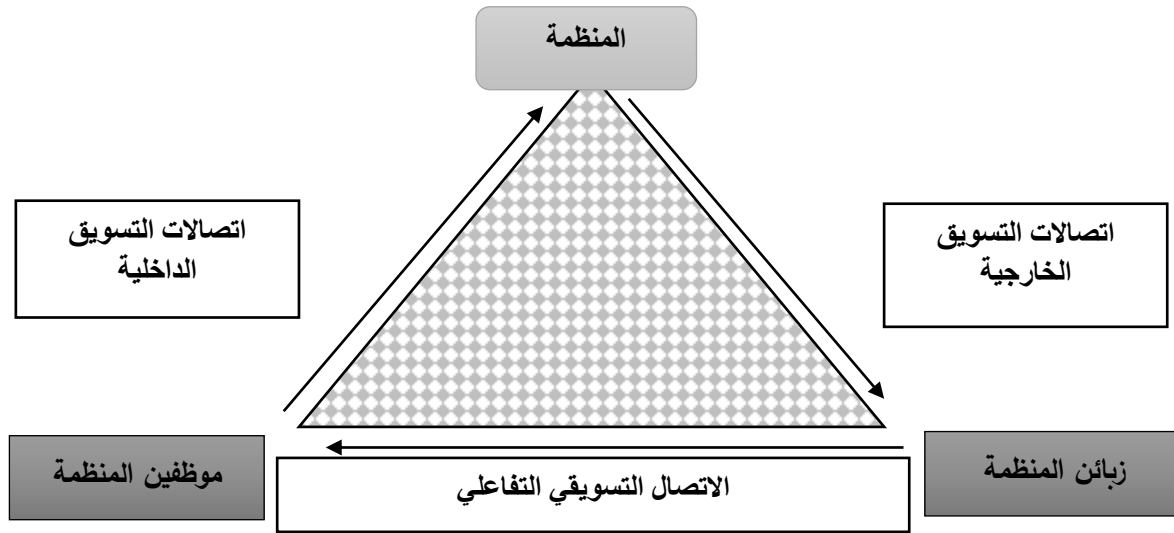 المنظمة
اتصالات التسويق
الخارجية
اتصالات التسويق
الداخلية
زبائن المنظمة
موظفين المنظمة
الاتصال التسويقي التفاعلي